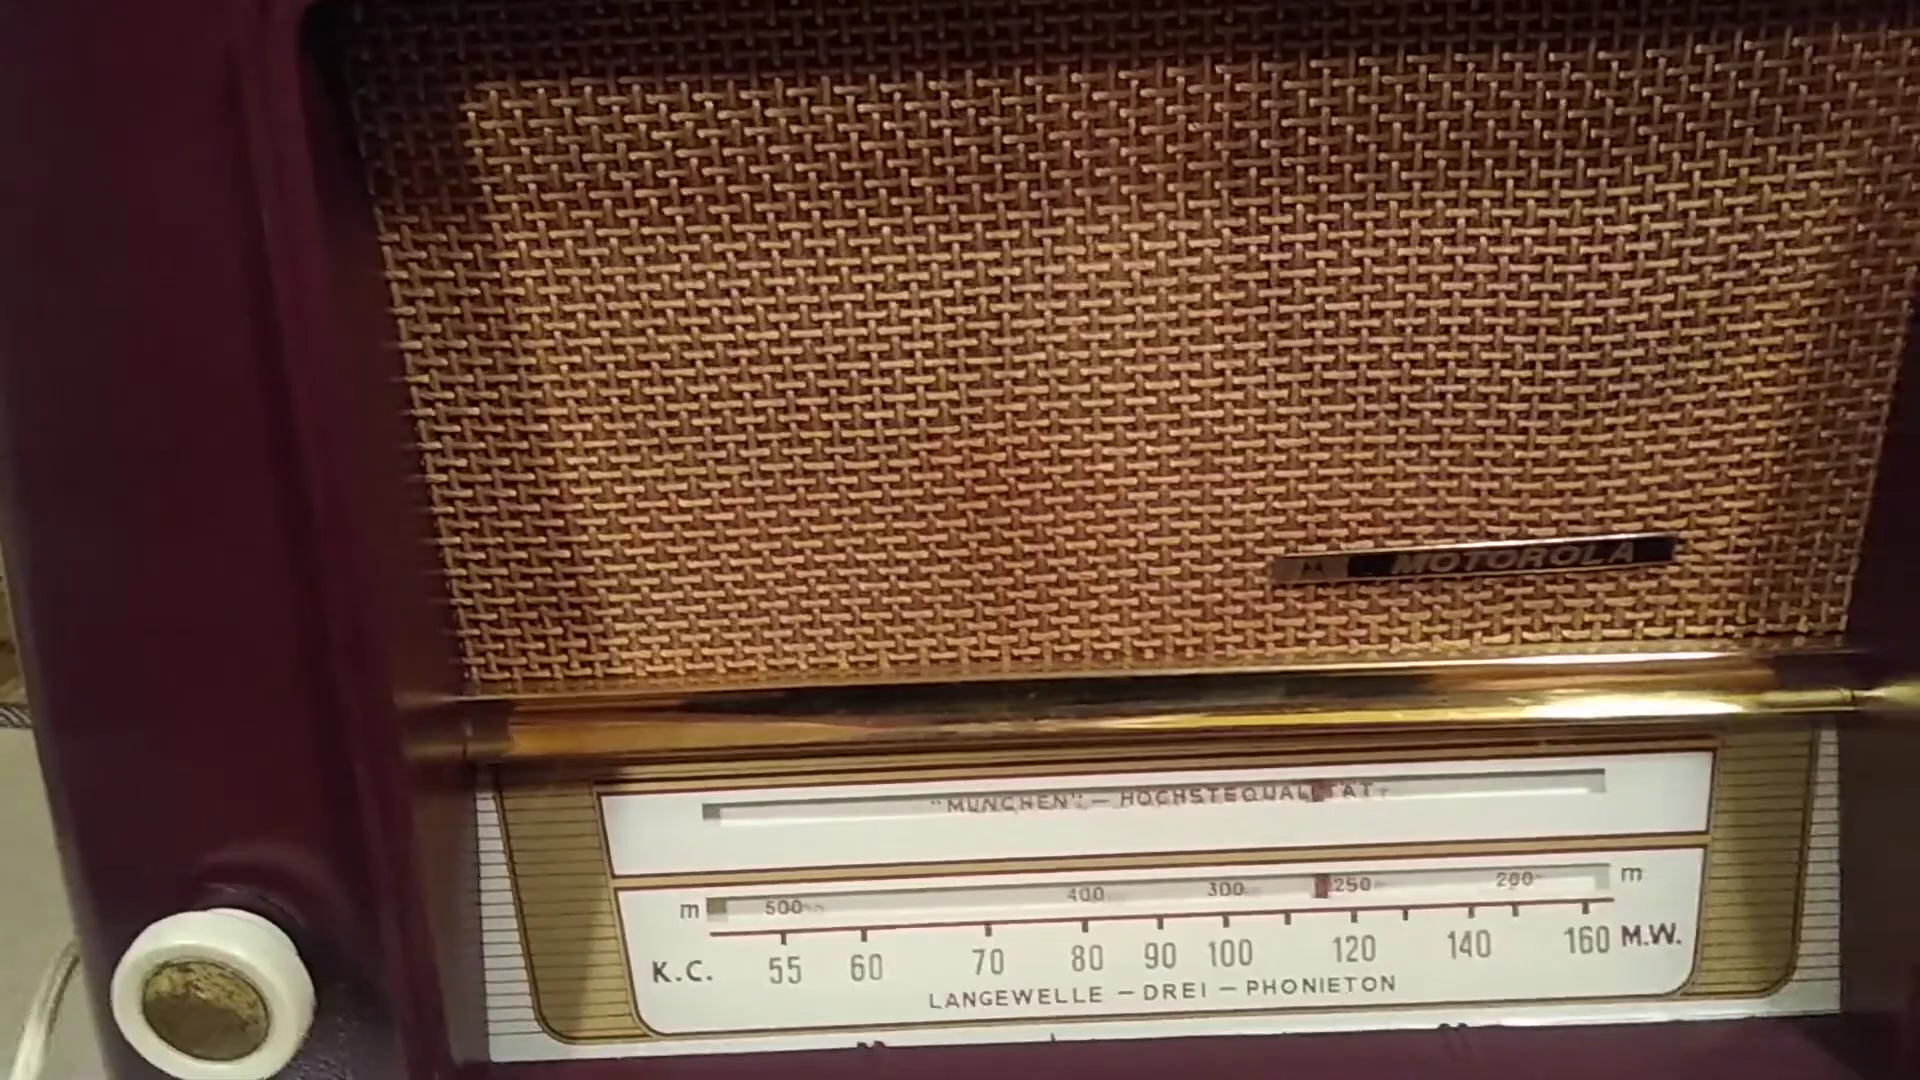 MOTOROLA
"MÜNCHEN" — HÖCHSTEQUALITÄT
m 500 400 300 250 200 m
K.C. 55 60 70 80 90 100 120 140 160 M.W.
LANGEWELLE — DREI — PHONIETON